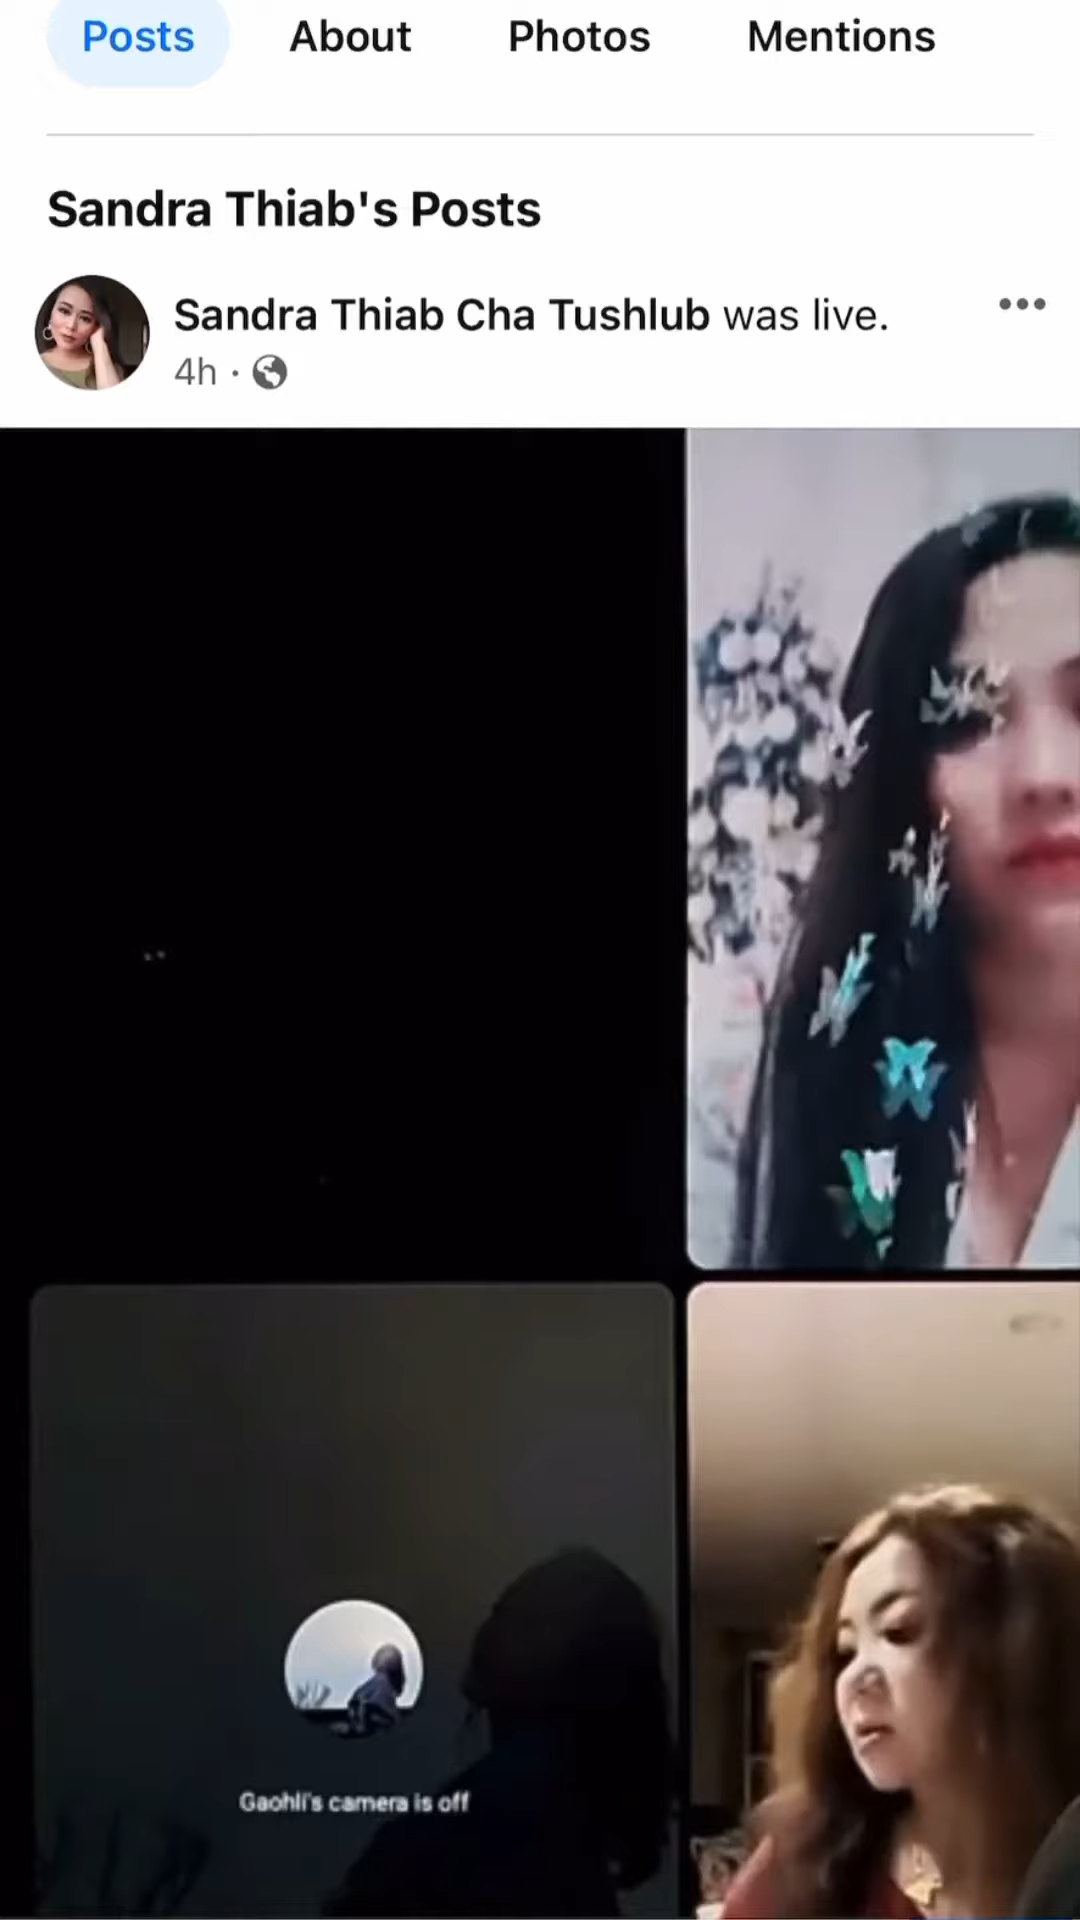 Posts About Photos Mentions
Sandra Thiab's Posts
Sandra Thiab Cha Tushlub was live.
4h ·
Gaohli's camera is off